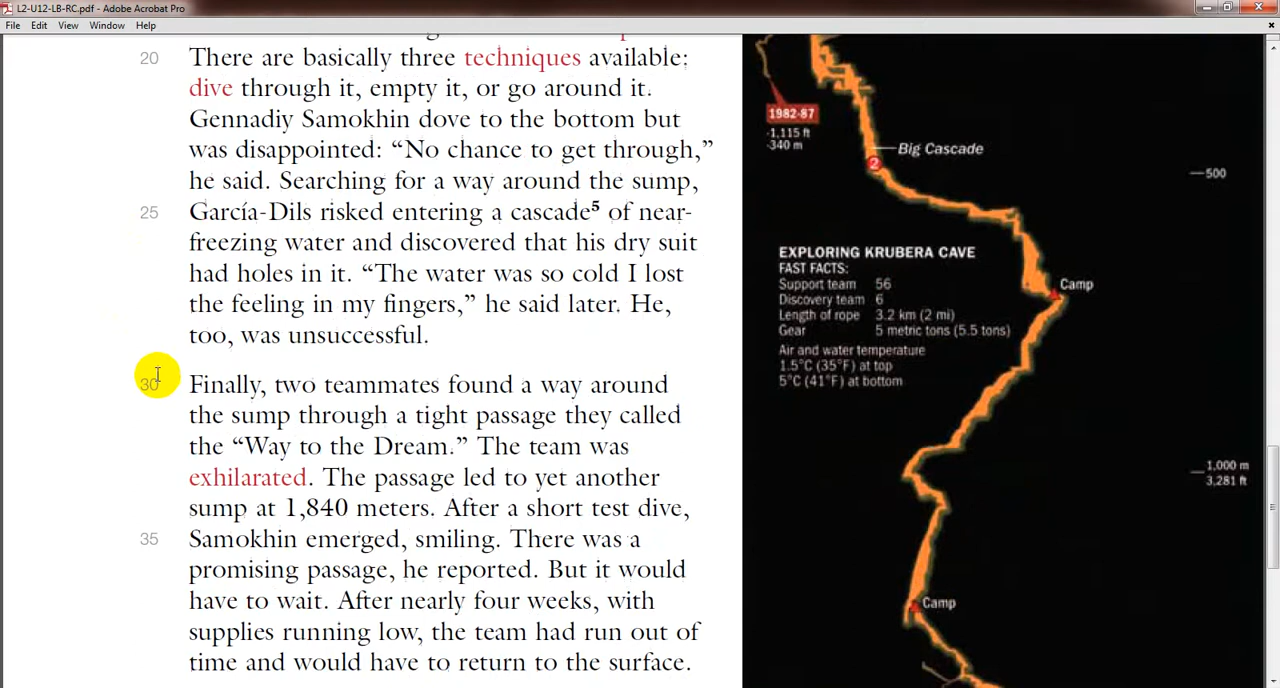 L2-U12-LB-RC.pdf - Adobe Acrobat Pro
File Edit View Window Help
20 There are basically three techniques available:
dive through it, empty it, or go around it.
Gennadiy Samokhin dove to the bottom but
was disappointed: “No chance to get through,”
he said. Searching for a way around the sump,
25 García-Dils risked entering a cascade⁵ of near-
freezing water and discovered that his dry suit
had holes in it. “The water was so cold I lost
the feeling in my fingers,” he said later. He,
too, was unsuccessful.
30 Finally, two teammates found a way around
the sump through a tight passage they called
the “Way to the Dream.” The team was
exhilarated. The passage led to yet another
sump at 1,840 meters. After a short test dive,
35 Samokhin emerged, smiling. There was a
promising passage, he reported. But it would
have to wait. After nearly four weeks, with
supplies running low, the team had run out of
time and would have to return to the surface.
1982-87
-1,115 ft
-340 m
Big Cascade
2
500
EXPLORING KRUBERA CAVE
FAST FACTS:
Support team 56
Discovery team 6
Length of rope 3.2 km (2 mi)
Gear 5 metric tons (5.5 tons)
Air and water temperature
1.5°C (35°F) at top
5°C (41°F) at bottom
Camp
1,000 m
3,281 ft
Camp